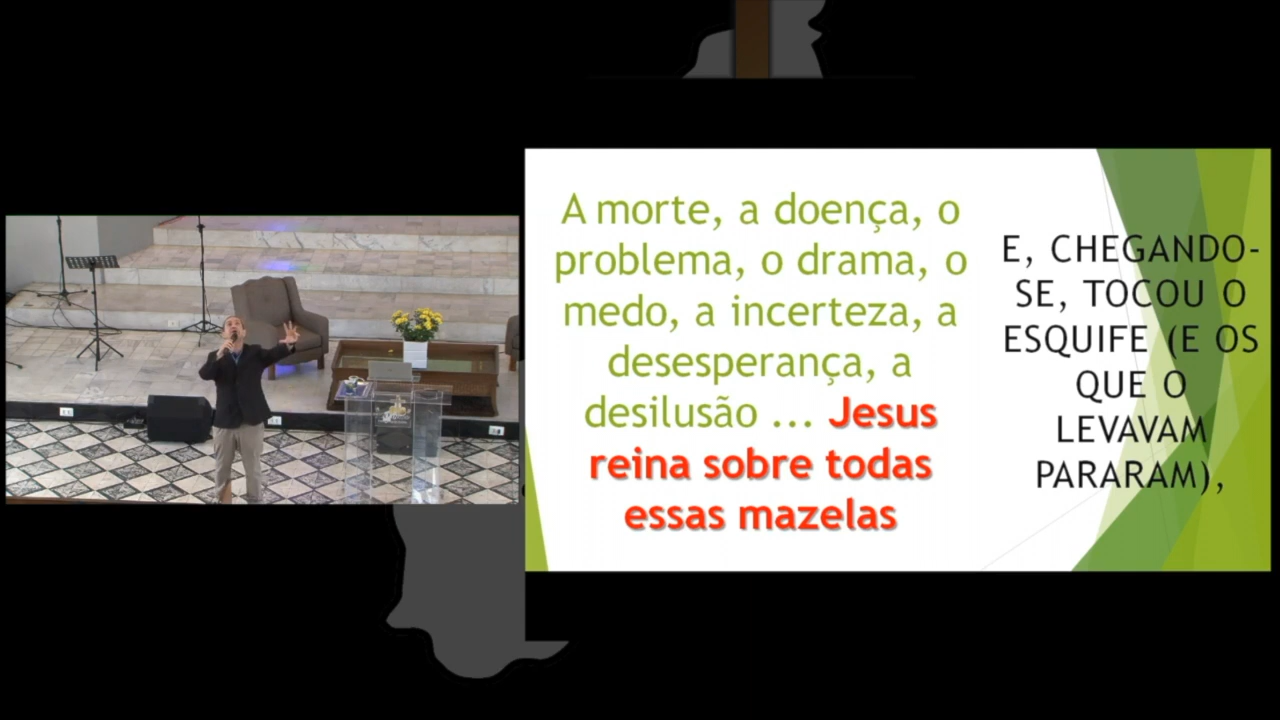 A morte, a doença, o
problema, o drama, o
medo, a incerteza, a
desesperança, a
desilusão ... Jesus
reina sobre todas
essas mazelas
E, CHEGANDO-
SE, TOCOU O
ESQUIFE (E OS
QUE O
LEVAVAM
PARARAM),